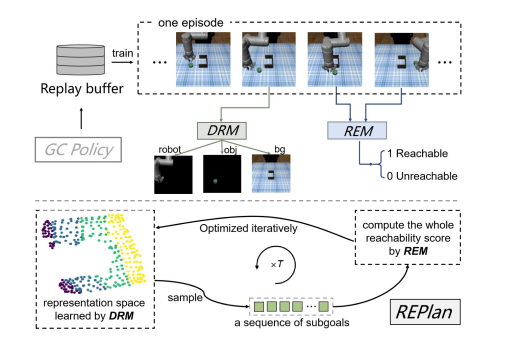 one episode
train
...
...
Replay buffer
GC Policy
DRM
REM
robot
obj
bg
1 Reachable
0 Unreachable
Optimized iteratively
compute the whole
reachability score
by REM
×T
sample
...
representation space
learned by DRM
a sequence of subgoals
REPlan